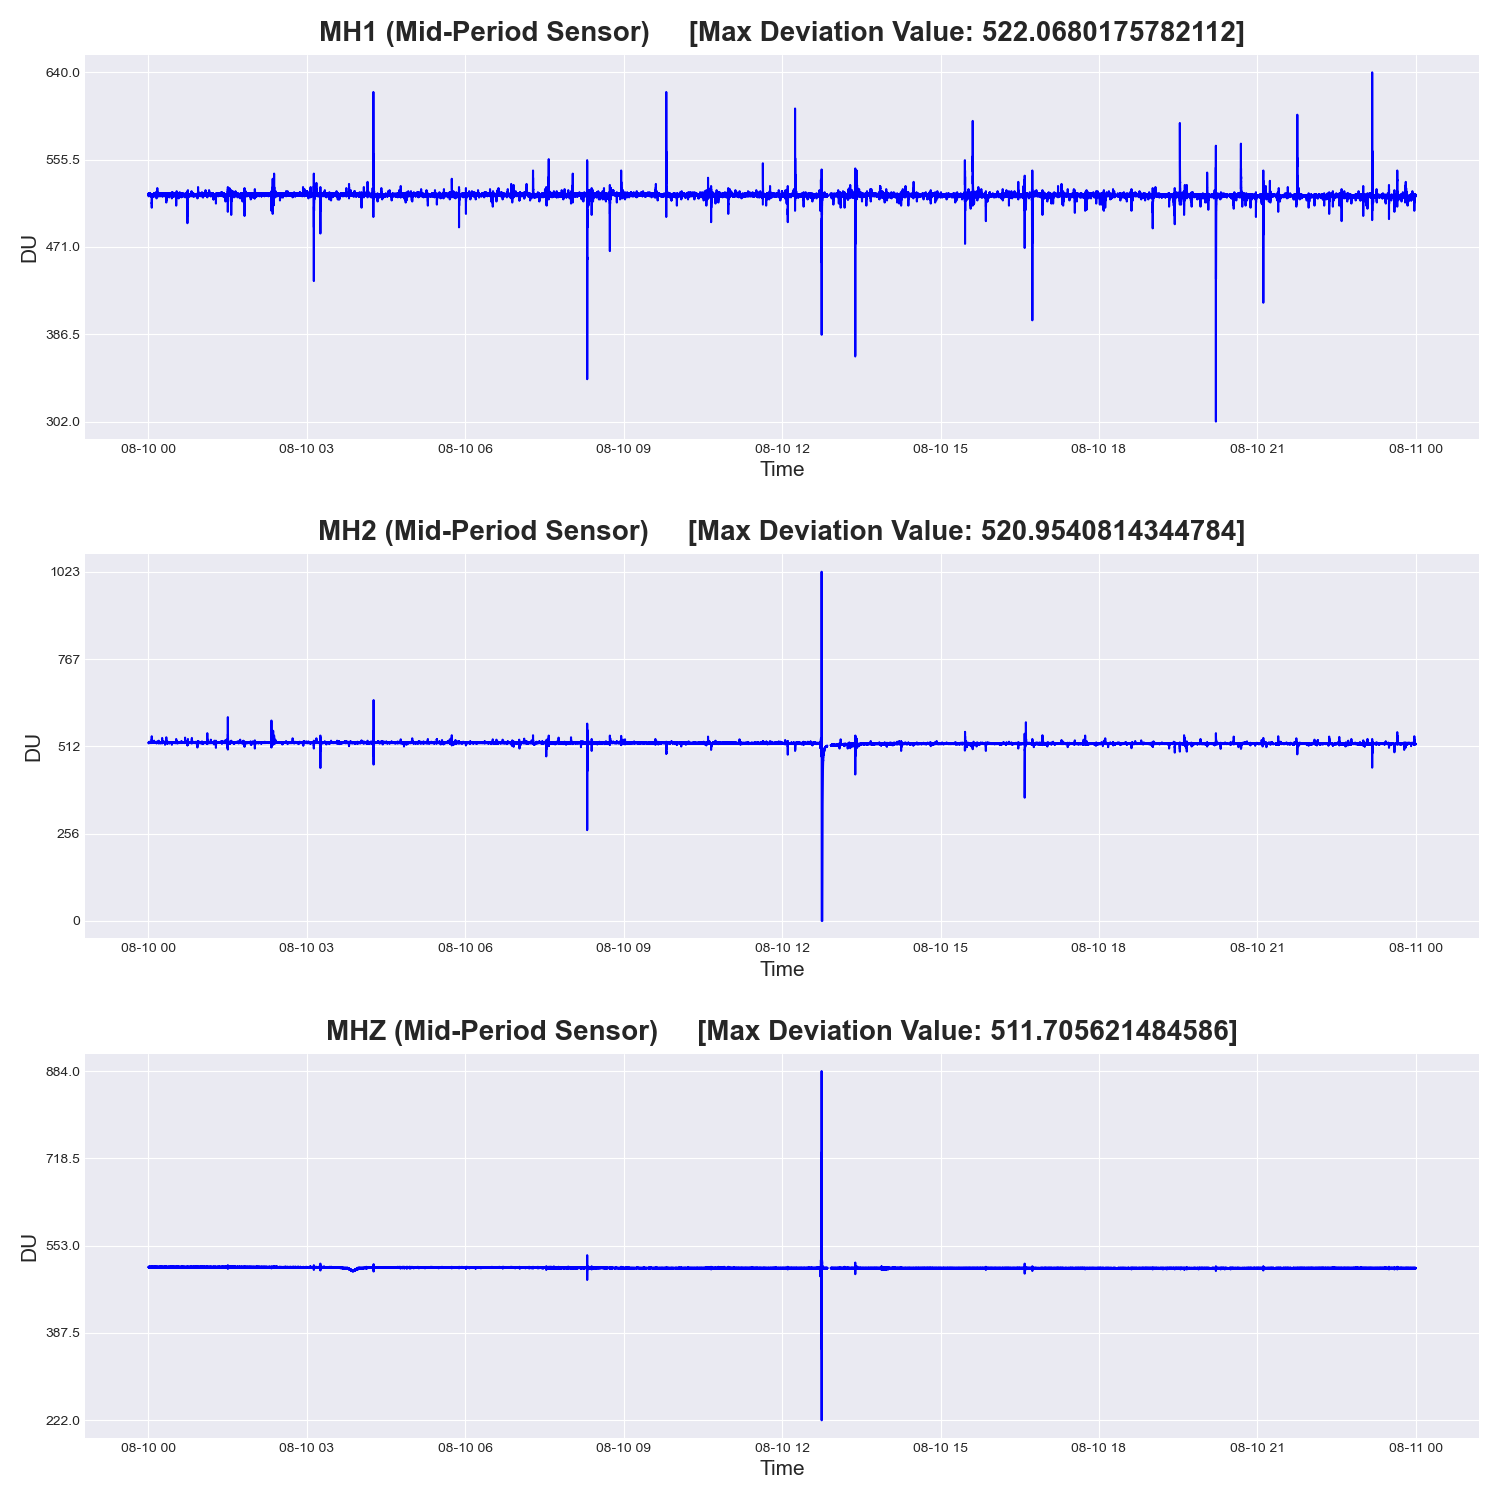 MH1 (Mid-Period Sensor) [Max Deviation Value: 522.0680175782112]
640.0
555.5
471.0
386.5
302.0
DU
08-10 00 08-10 03 08-10 06 08-10 09 08-10 12 08-10 15 08-10 18 08-10 21 08-11 00
Time
MH2 (Mid-Period Sensor) [Max Deviation Value: 520.9540814344784]
1023
767
512
256
0
DU
08-10 00 08-10 03 08-10 06 08-10 09 08-10 12 08-10 15 08-10 18 08-10 21 08-11 00
Time
MHZ (Mid-Period Sensor) [Max Deviation Value: 511.705621484586]
884.0
718.5
553.0
387.5
222.0
DU
08-10 00 08-10 03 08-10 06 08-10 09 08-10 12 08-10 15 08-10 18 08-10 21 08-11 00
Time